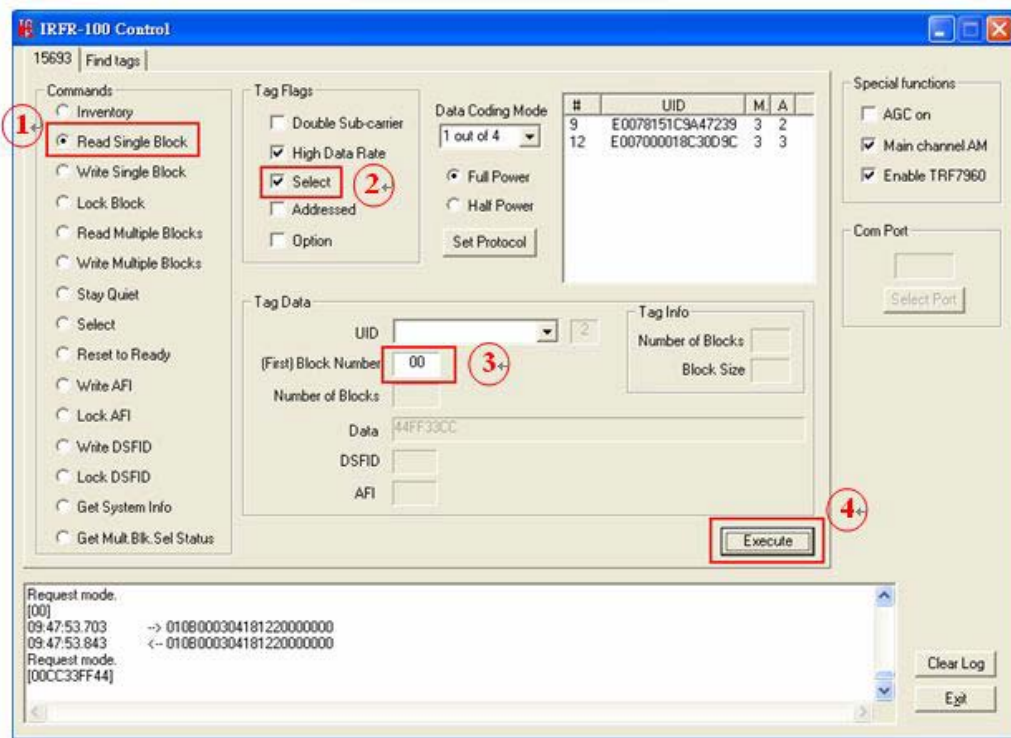 IRFR-100 Control
15693
Find tags
Commands
Inventory
1
Read Single Block
Write Single Block
Lock Block
Read Multiple Blocks
Write Multiple Blocks
Stay Quiet
Select
Reset to Ready
Write AFI
Lock AFI
Write DSFID
Lock DSFID
Get System Info
Get Mult.Blk.Sel Status
Tag Flags
Double Sub-carrier
High Data Rate
Select
2
Addressed
Option
Data Coding Mode
1 out of 4
Full Power
Half Power
Set Protocol
# UID M. A
9 E0078151C9A47239 3 2
12 E007000018C30D9C 3 3
Special functions
AGC on
Main channel AM
Enable TRF7960
Com Port
Select Port
Tag Data
UID
2
(First) Block Number 00
3
Number of Blocks
Data 44FF33CC
DSFID
AFI
Tag Info
Number of Blocks
Block Size
4
Execute
Request mode.
[00]
09:47:53.703 --> 010B000304181220000000
09:47:53.843 <-- 010B000304181220000000
Request mode.
[00CC33FF44]
Clear Log
Exit